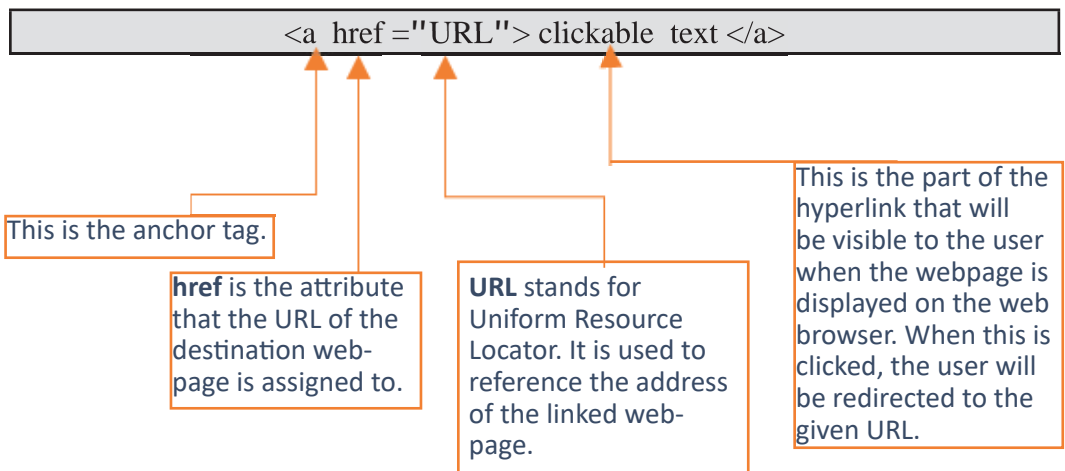 <a href ="URL"> clickable text </a>
This is the anchor tag.
href is the attribute
that the URL of the
destination web-
page is assigned to.
URL stands for
Uniform Resource
Locator. It is used to
reference the address
of the linked web-
page.
This is the part of the
hyperlink that will
be visible to the user
when the webpage is
displayed on the web
browser. When this is
clicked, the user will
be redirected to the
given URL.